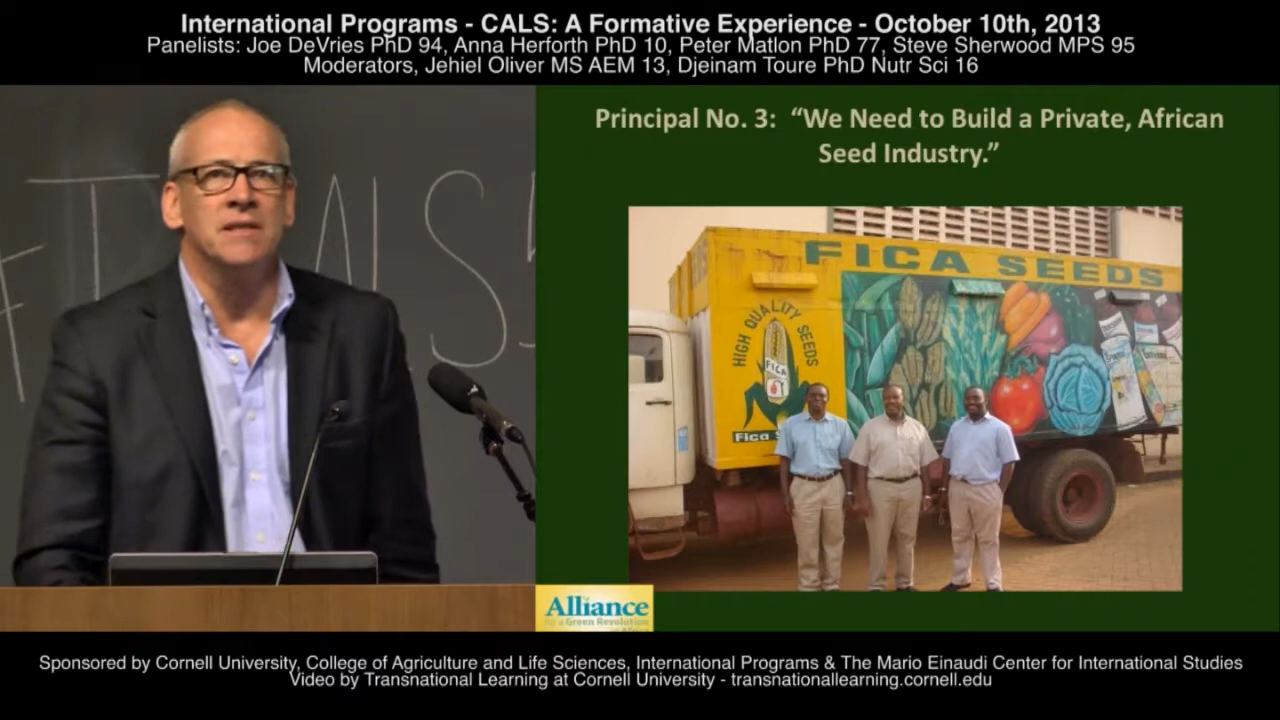 International Programs - CALS: A Formative Experience - October 10th, 2013
Panelists: Joe DeVries PhD 94, Anna Herforth PhD 10, Peter Matlon PhD 77, Steve Sherwood MPS 95
Moderators, Jehiel Oliver MS AEM 13, Djeinam Toure PhD Nutr Sci 16
Principal No. 3: “We Need to Build a Private, African
Seed Industry.”
FICA SEEDS
HIGH QUALITY SEEDS
FICA
Fica S
Alliance
for a Green Revolution
in Africa
Sponsored by Cornell University, College of Agriculture and Life Sciences, International Programs & The Mario Einaudi Center for International Studies
Video by Transnational Learning at Cornell University - transnationallearning.cornell.edu